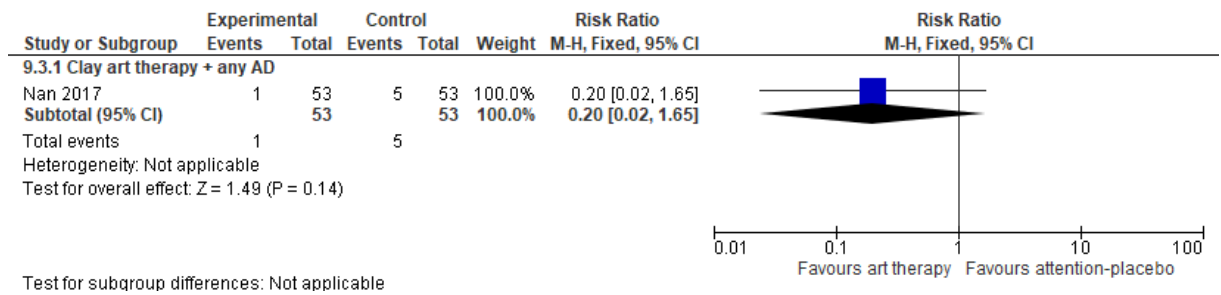 Experimental Control Risk Ratio Risk Ratio
Study or Subgroup Events Total Events Total Weight M-H, Fixed, 95% CI M-H, Fixed, 95% CI
9.3.1 Clay art therapy + any AD
Nan 2017 1 53 5 53 100.0% 0.20 [0.02, 1.65]
Subtotal (95% CI) 53 53 100.0% 0.20 [0.02, 1.65]
Total events 1 5
Heterogeneity: Not applicable
Test for overall effect: Z = 1.49 (P = 0.14)
0.01 0.1 1 10 100
Favours art therapy Favours attention-placebo
Test for subgroup differences: Not applicable